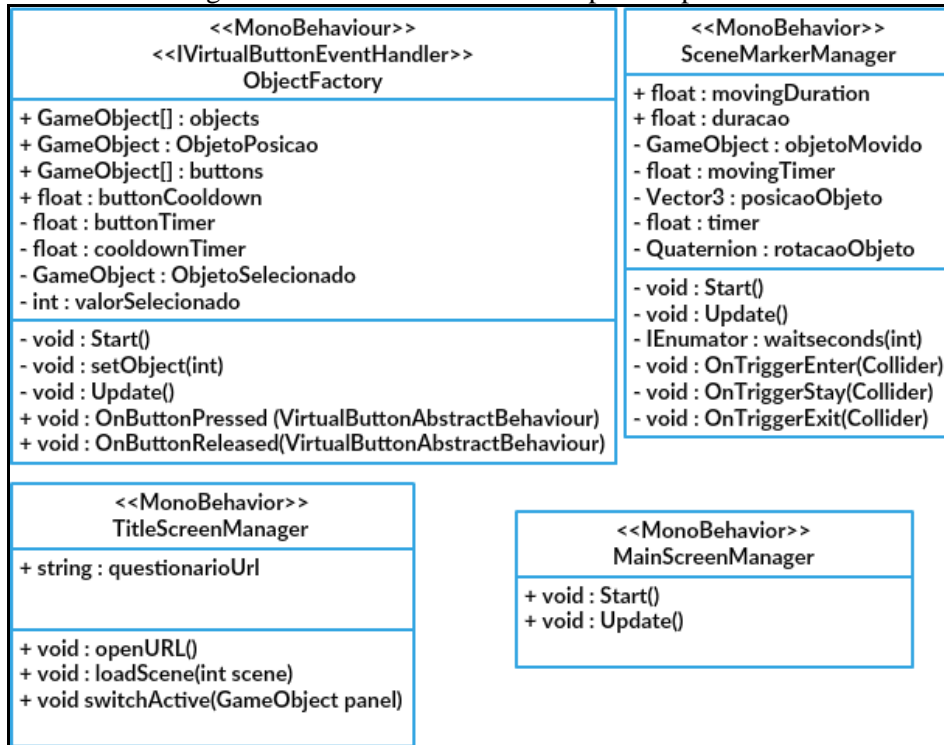 <<MonoBehaviour>>
<<IVirtualButtonEventHandler>>
ObjectFactory
+ GameObject[] : objects
+ GameObject : ObjetoPosicao
+ GameObject[] : buttons
+ float : buttonCooldown
- float : buttonTimer
- float : cooldownTimer
- GameObject : ObjetoSelecionado
- int : valorSelecionado
- void : Start()
- void : setObject(int)
- void : Update()
+ void : OnButtonPressed (VirtualButtonAbstractBehaviour)
+ void : OnButtonReleased(VirtualButtonAbstractBehaviour)
<<MonoBehavior>>
SceneMarkerManager
+ float : movingDuration
+ float : duracao
- GameObject : objetoMovido
- float : movingTimer
- Vector3 : posicaoObjeto
- float : timer
- Quaternion : rotacaoObjeto
- void : Start()
- void : Update()
- IEnumator : waitseconds(int)
- void : OnTriggerEnter(Collider)
- void : OnTriggerStay(Collider)
- void : OnTriggerExit(Collider)
<<MonoBehavior>>
TitleScreenManager
+ string : questionarioUrl
+ void : openURL()
+ void : loadScene(int scene)
+ void switchActive(GameObject panel)
<<MonoBehavior>>
MainScreenManager
+ void : Start()
+ void : Update()